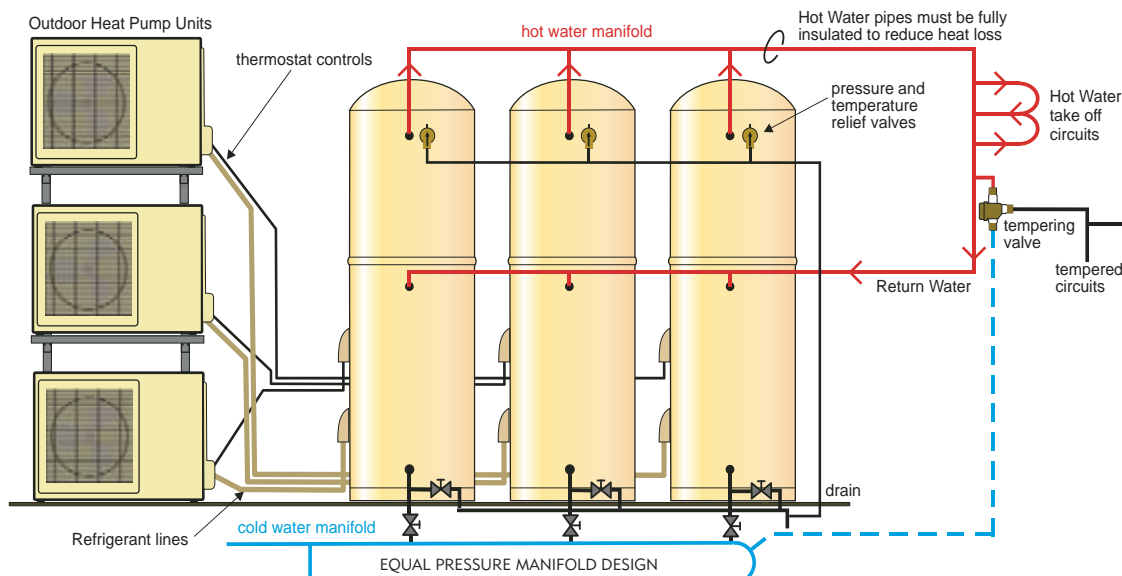 Outdoor Heat Pump Units
thermostat controls
hot water manifold
Hot Water pipes must be fully
insulated to reduce heat loss
pressure and
temperature
relief valves
Hot Water
take off
circuits
tempering
valve
tempered
circuits
Return Water
drain
Refrigerant lines
cold water manifold
EQUAL PRESSURE MANIFOLD DESIGN